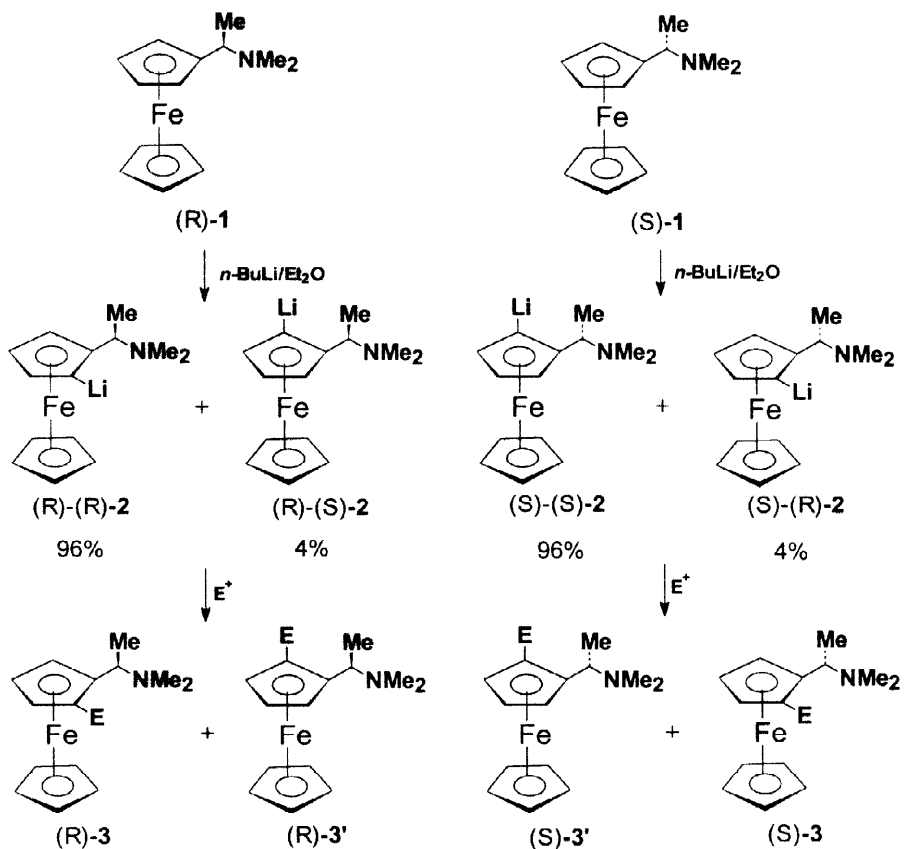 Me Me
NMe2 NMe2
Fe Fe
(R)-1 (S)-1
n-BuLi/Et2O n-BuLi/Et2O
Li Li
Me Me Me Me
NMe2 NMe2 NMe2 NMe2
Li Li
Fe + Fe Fe + Fe
(R)-(R)-2 (R)-(S)-2 (S)-(S)-2 (S)-(R)-2
96% 4% 96% 4%
E+ E+
E E
Me Me Me Me
NMe2 NMe2 NMe2 NMe2
E E
Fe + Fe Fe + Fe
(R)-3 (R)-3' (S)-3' (S)-3